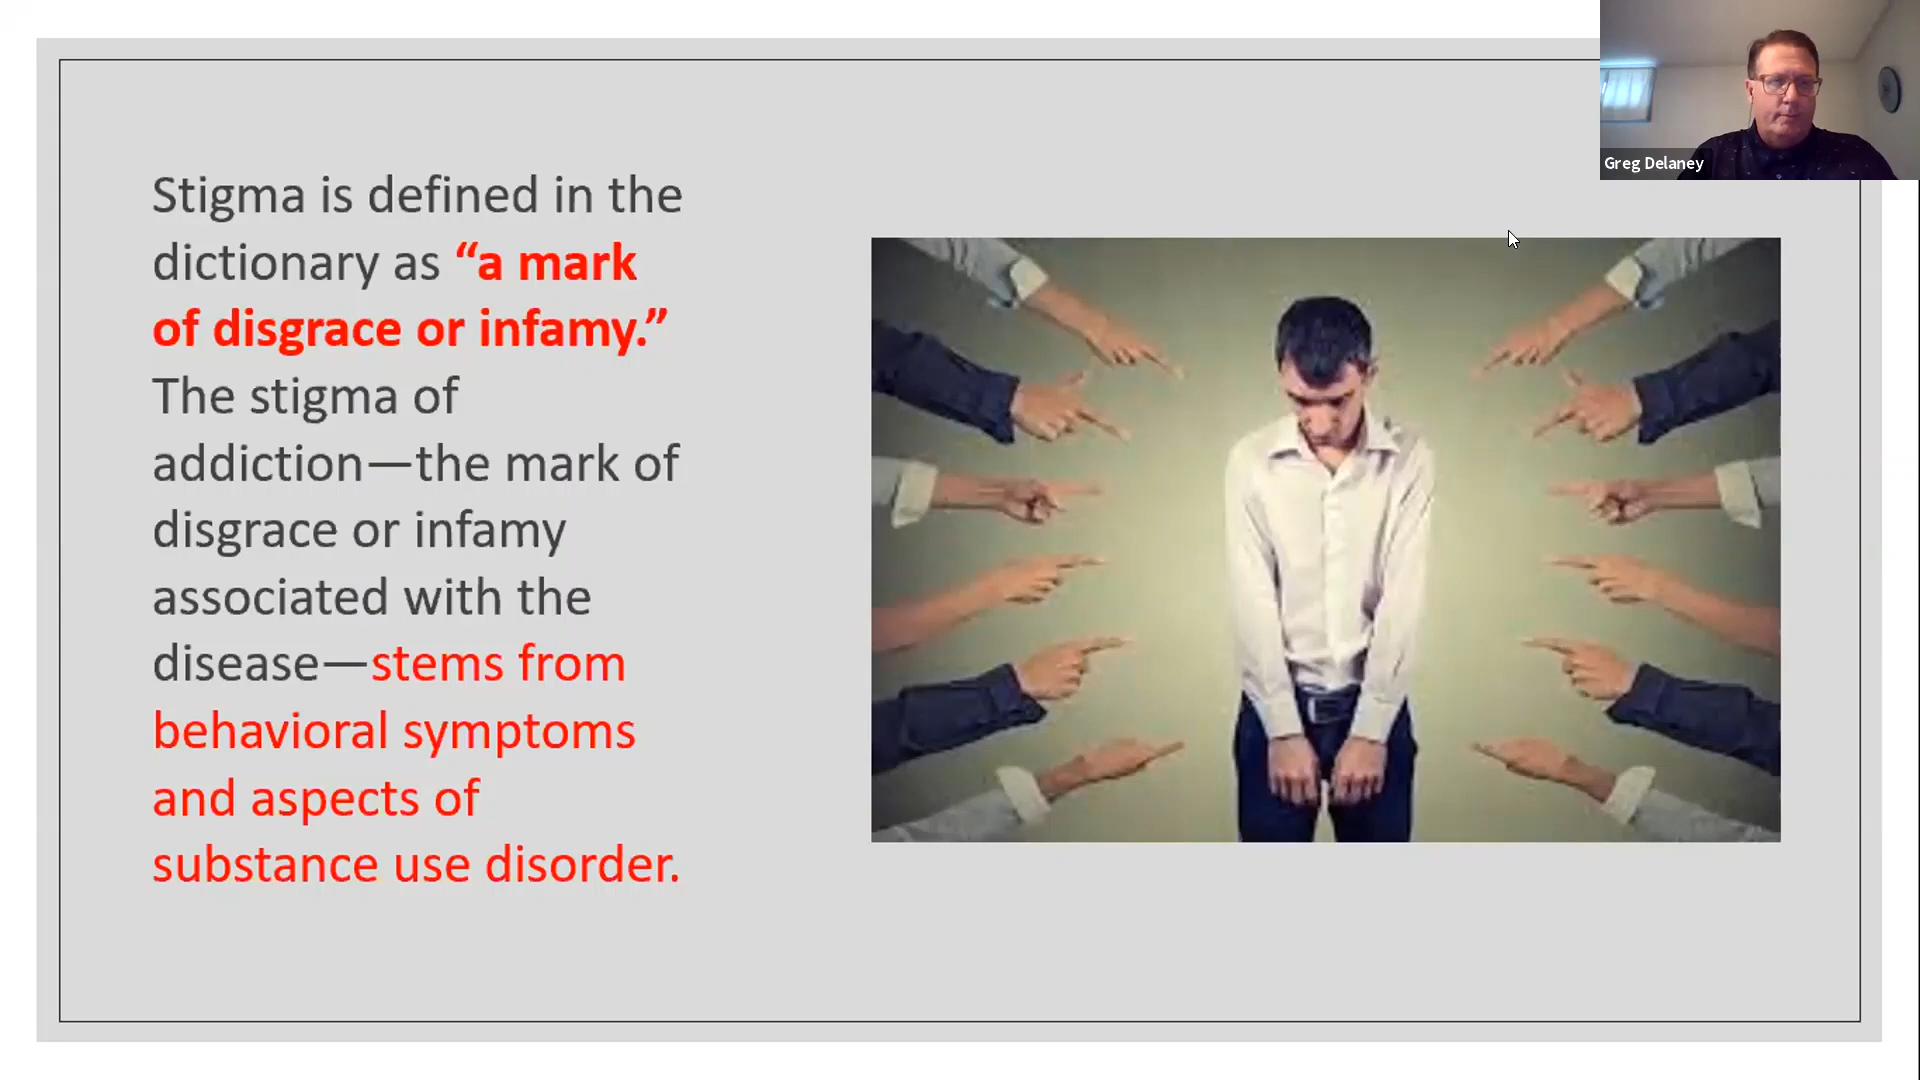 Stigma is defined in the
dictionary as “a mark
of disgrace or infamy.”
The stigma of
addiction—the mark of
disgrace or infamy
associated with the
disease—stems from
behavioral symptoms
and aspects of
substance use disorder.
Greg Delaney